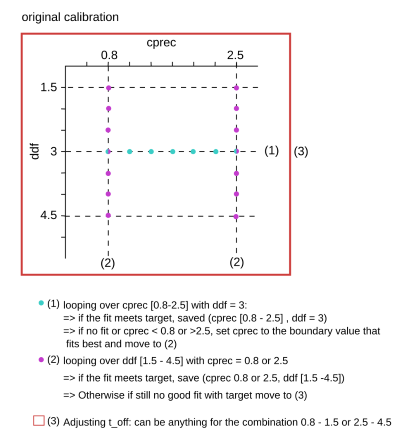 original calibration
cprec
0.8
2.5
1.5
ddf
3
(1)
(3)
4.5
(2)
(2)
(1) looping over cprec [0.8-2.5] with ddf = 3:
=> if the fit meets target, saved (cprec [0.8 - 2.5] , ddf = 3)
=> if no fit or cprec < 0.8 or >2.5, set cprec to the boundary value that
fits best and move to (2)
(2) looping over ddf [1.5 - 4.5] with cprec = 0.8 or 2.5
=> if the fit meets target, save (cprec 0.8 or 2.5, ddf [1.5 -4.5])
=> Otherwise if still no good fit with target move to (3)
(3) Adjusting t_off: can be anything for the combination 0.8 - 1.5 or 2.5 - 4.5